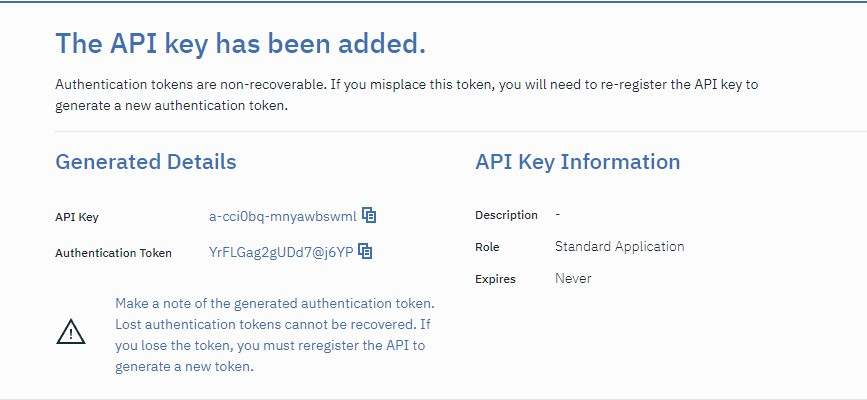 The API key has been added.
Authentication tokens are non-recoverable. If you misplace this token, you will need to re-register the API key to
generate a new authentication token.
Generated Details
API Key a-cci0bq-mnyawbswml
Authentication Token YrFLGag2gUDd7@j6YP
Make a note of the generated authentication token.
Lost authentication tokens cannot be recovered. If
you lose the token, you must reregister the API to
generate a new token.
API Key Information
Description -
Role Standard Application
Expires Never